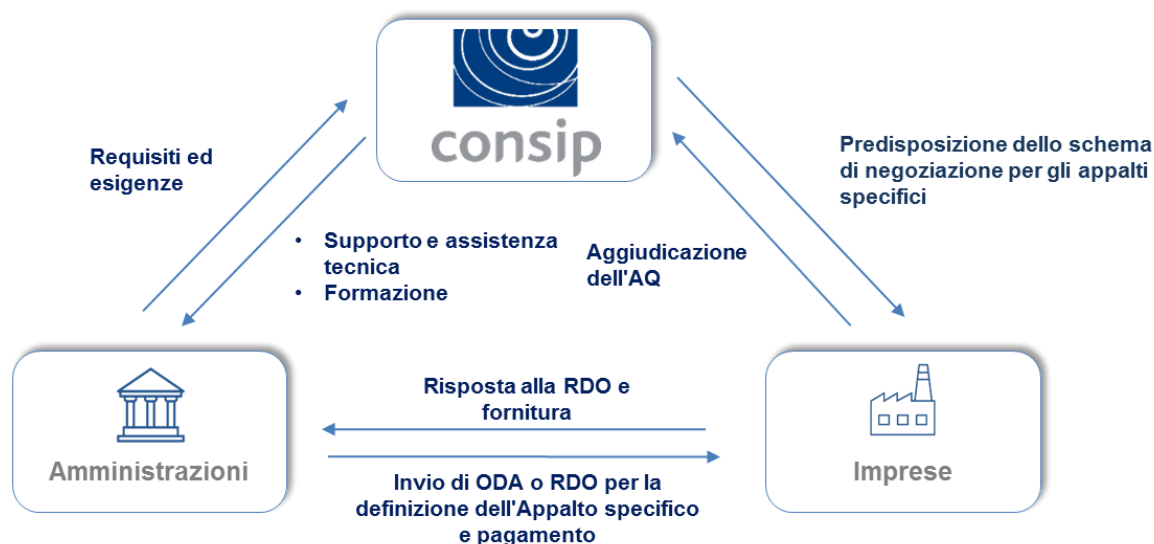 consip
Requisiti ed
esigenze
Predisposizione dello schema
di negoziazione per gli appalti
specifici
• Supporto e assistenza
tecnica
• Formazione
Aggiudicazione
dell'AQ
Amministrazioni
Risposta alla RDO e
fornitura
Invio di ODA o RDO per la
definizione dell'Appalto specifico
e pagamento
Imprese